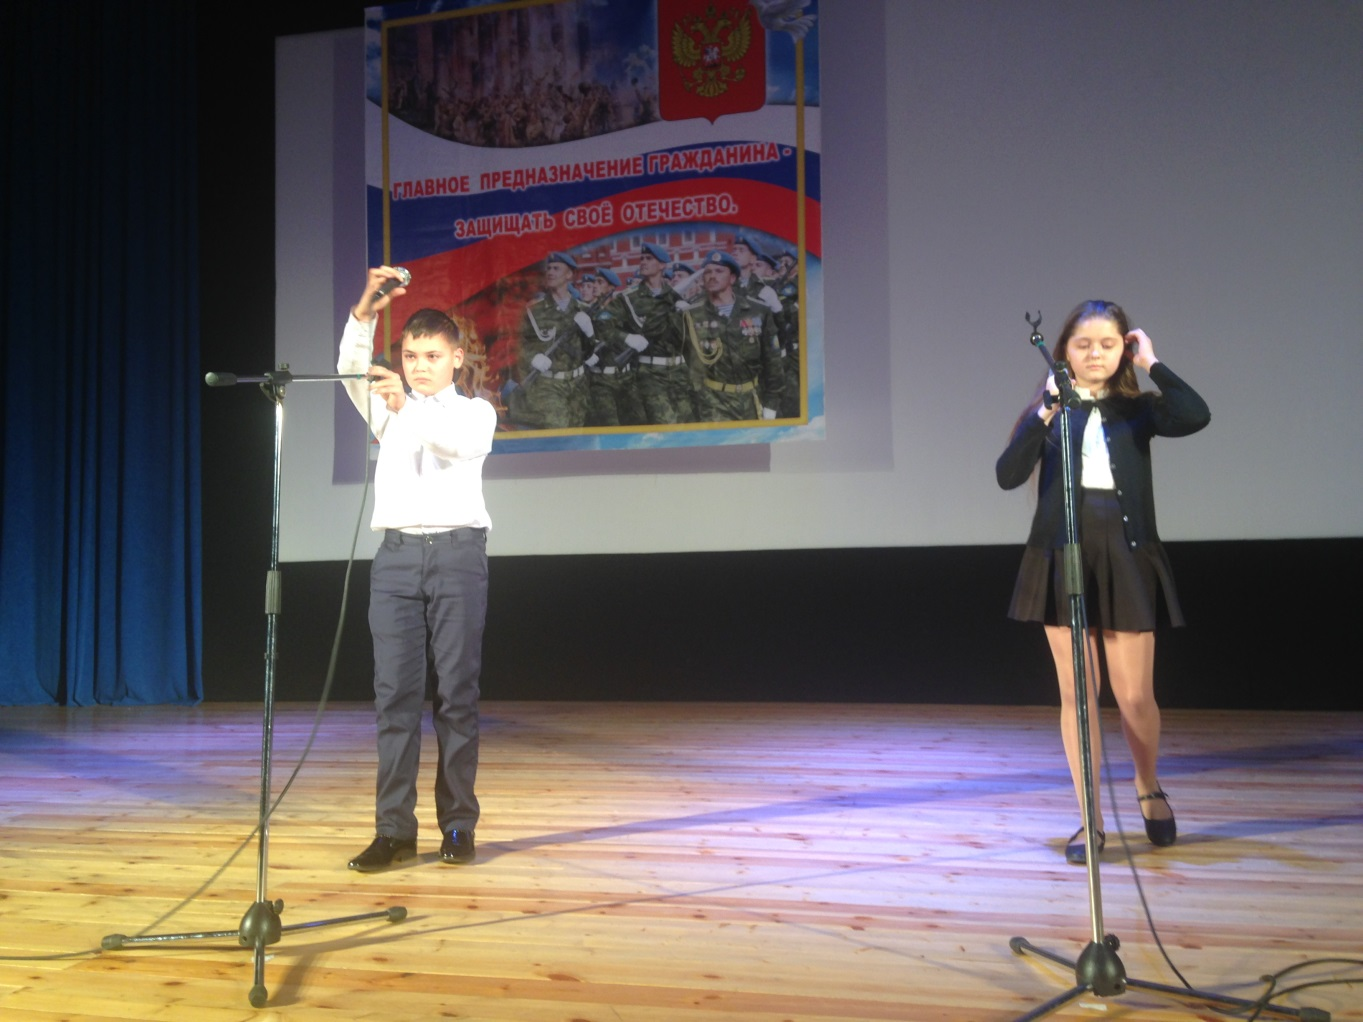 ГЛАВНОЕ ПРЕДНАЗНАЧЕНИЕ ГРАЖДАНИНА -
ЗАЩИЩАТЬ СВОЁ ОТЕЧЕСТВО.